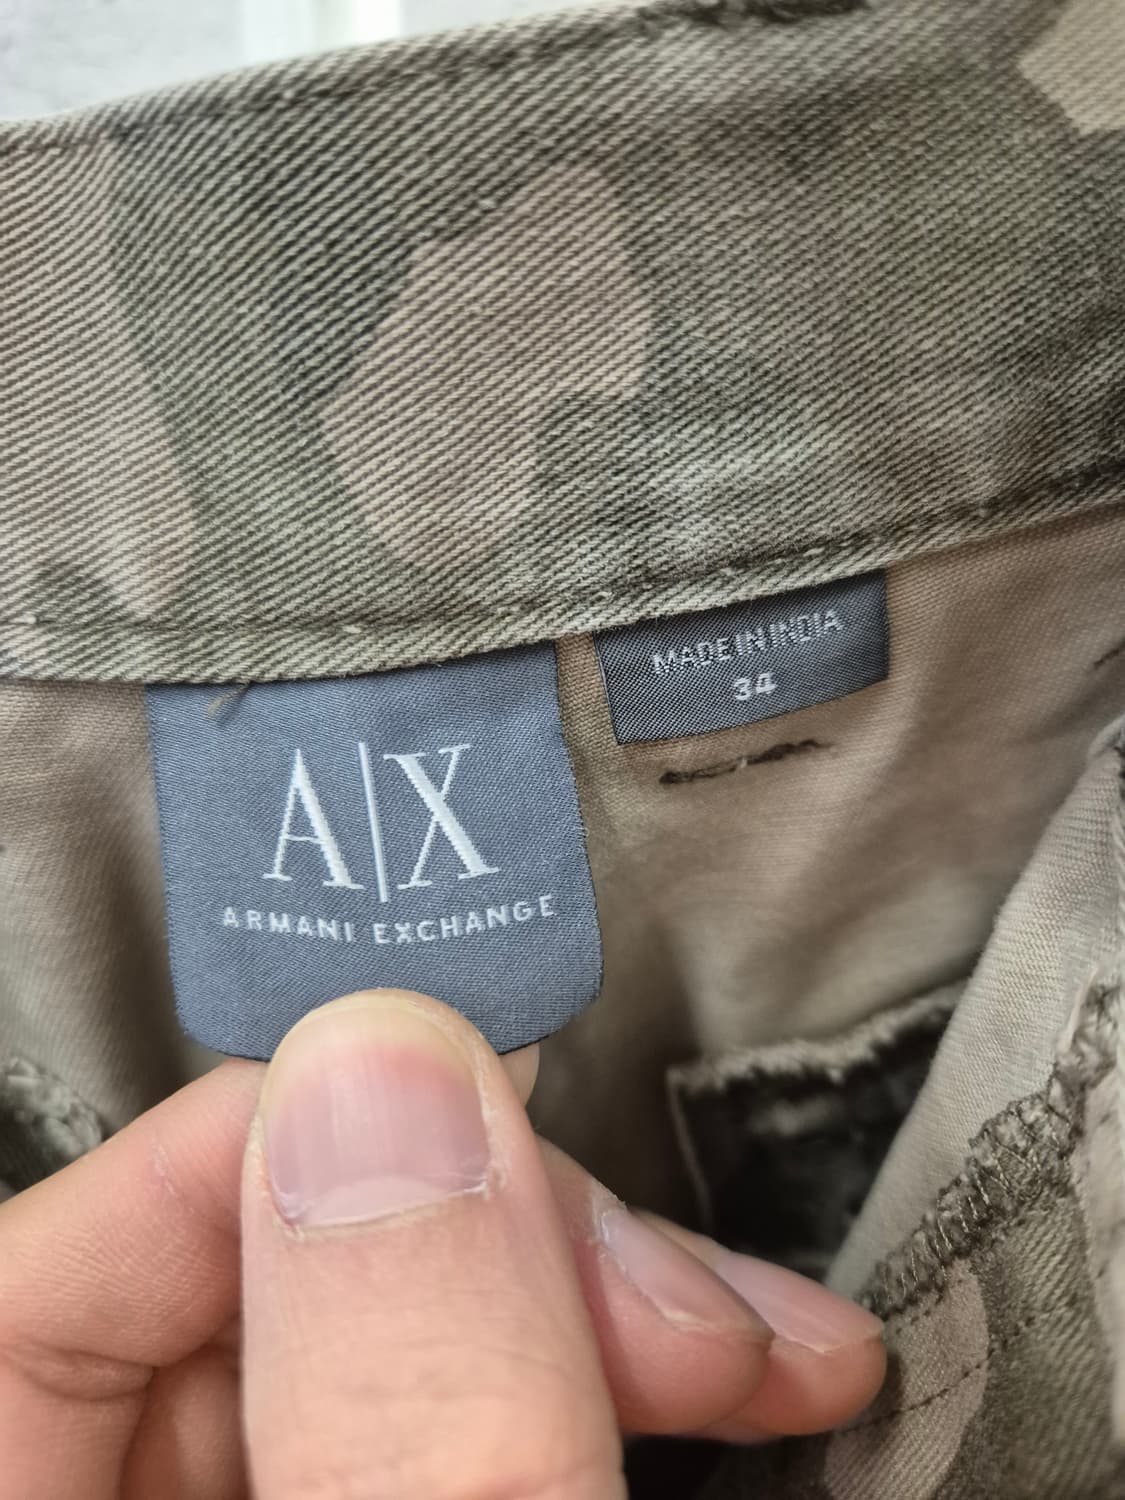 A|X
ARMANI EXCHANGE
MADE IN INDIA
34